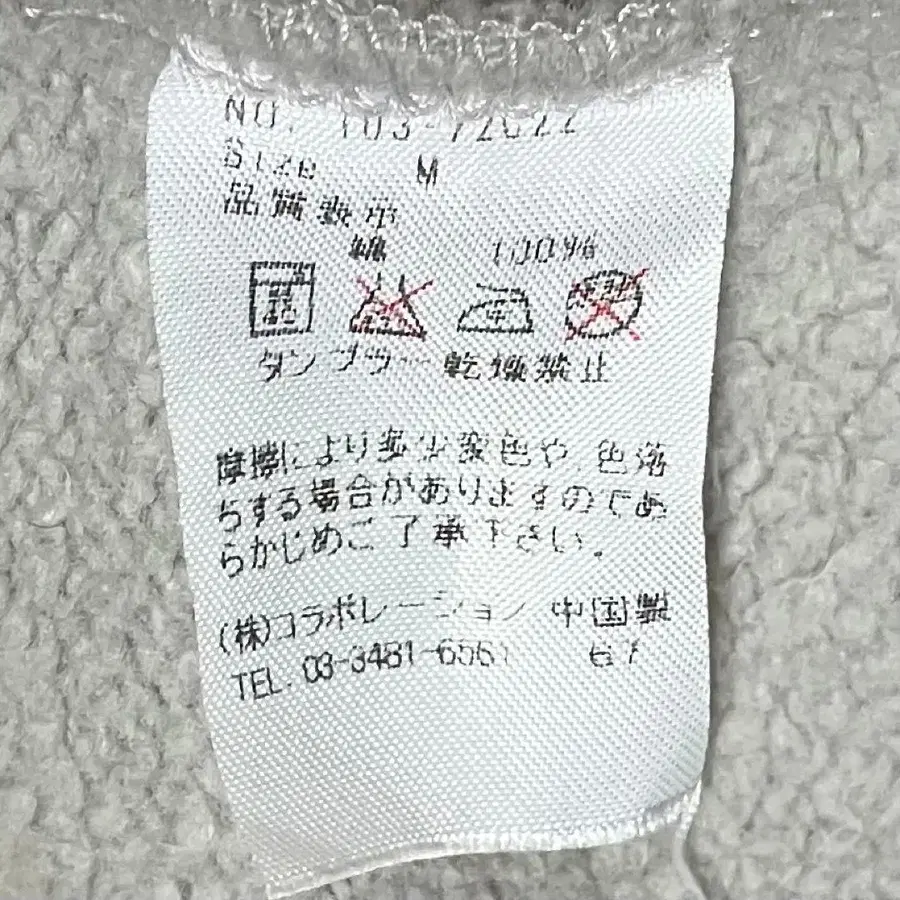 NO. 103-72022
Size M
品質表示
綿 100%
40
タンブラー乾燥禁止
摩擦により多少変色や、色落
ちする場合がありますのであ
らかじめご了承下さい。
(株)コラボレーション 中国製
TEL. 03-3481-6561 67